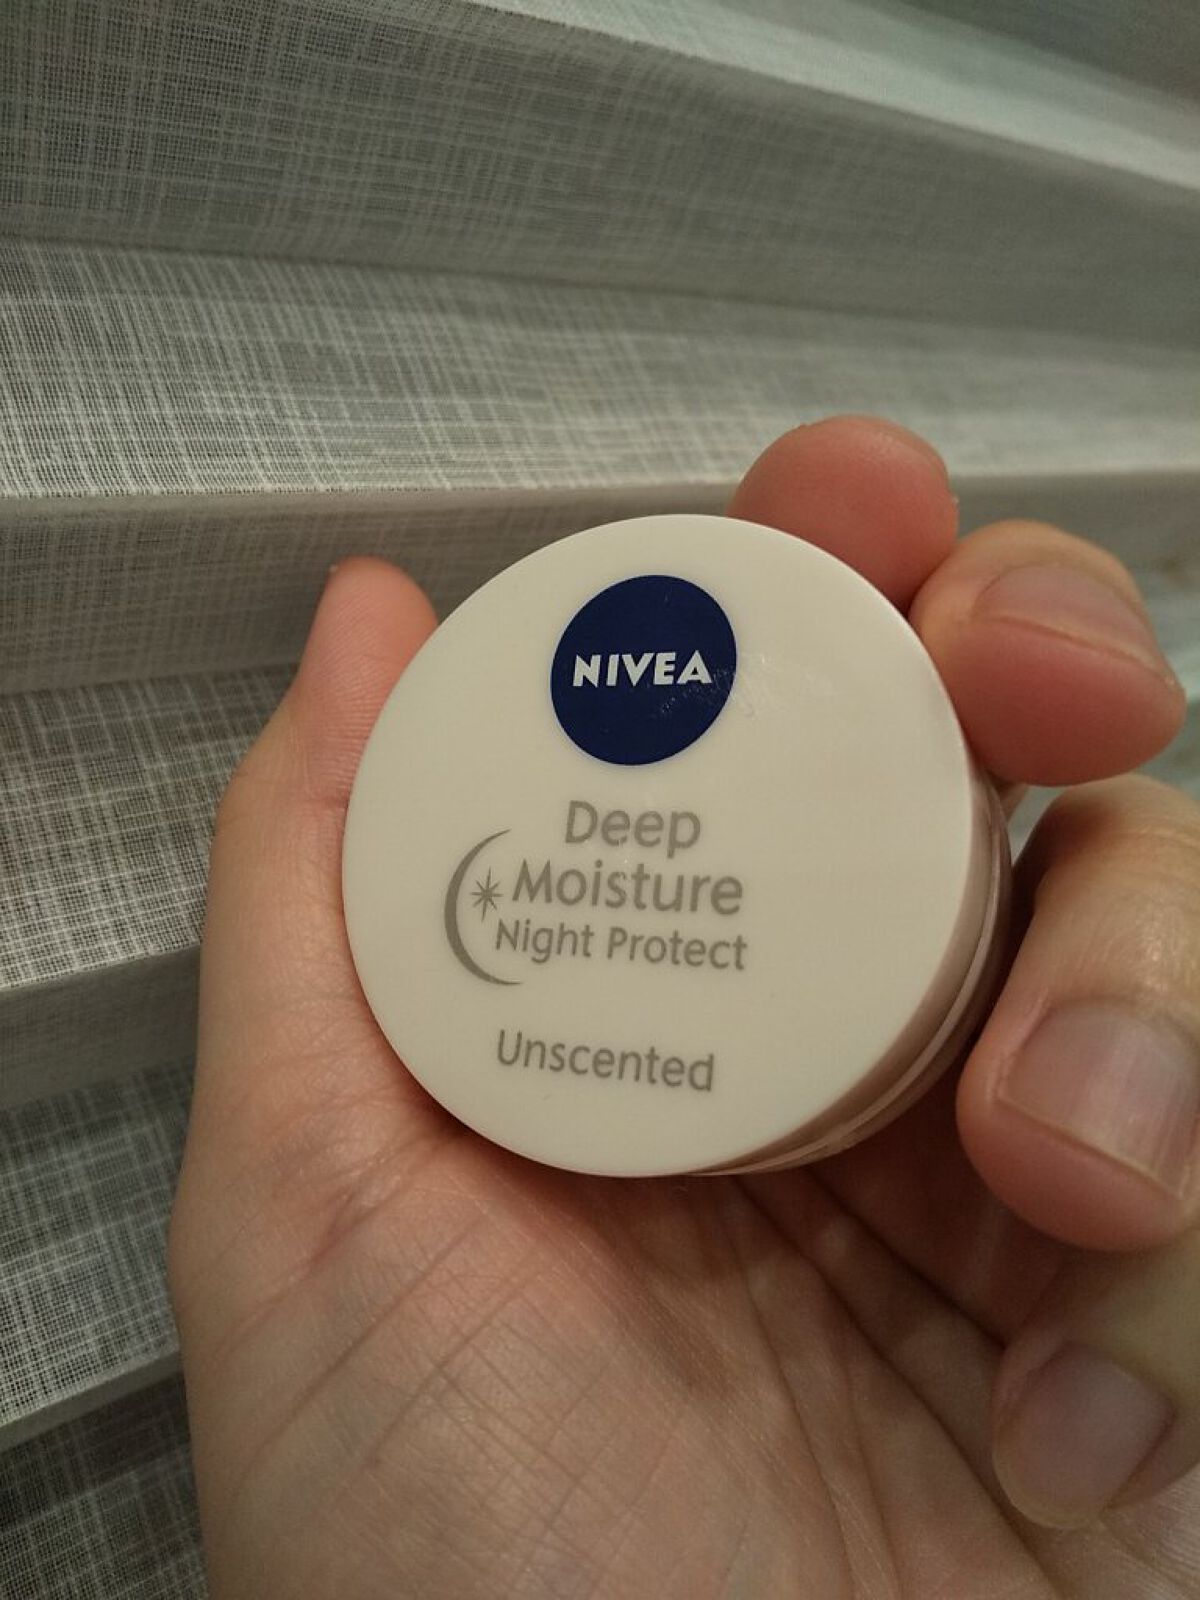 NIVEA
Deep
Moisture
Night Protect
Unscented